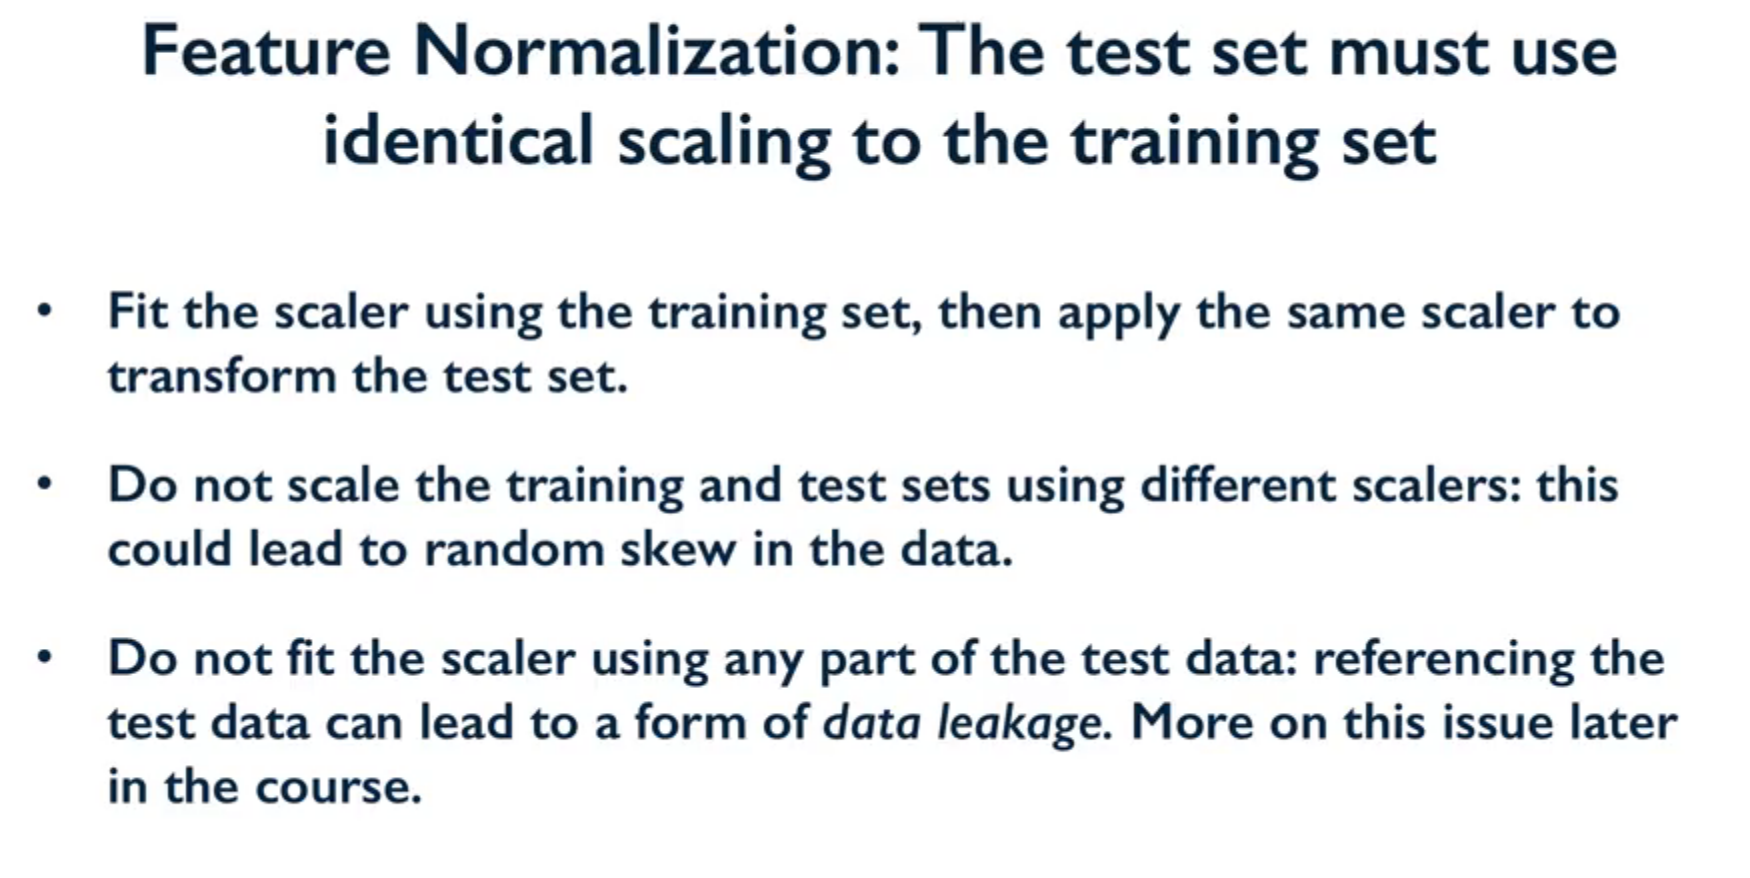 Feature Normalization: The test set must use
identical scaling to the training set
• Fit the scaler using the training set, then apply the same scaler to
transform the test set.
• Do not scale the training and test sets using different scalers: this
could lead to random skew in the data.
• Do not fit the scaler using any part of the test data: referencing the
test data can lead to a form of data leakage. More on this issue later
in the course.